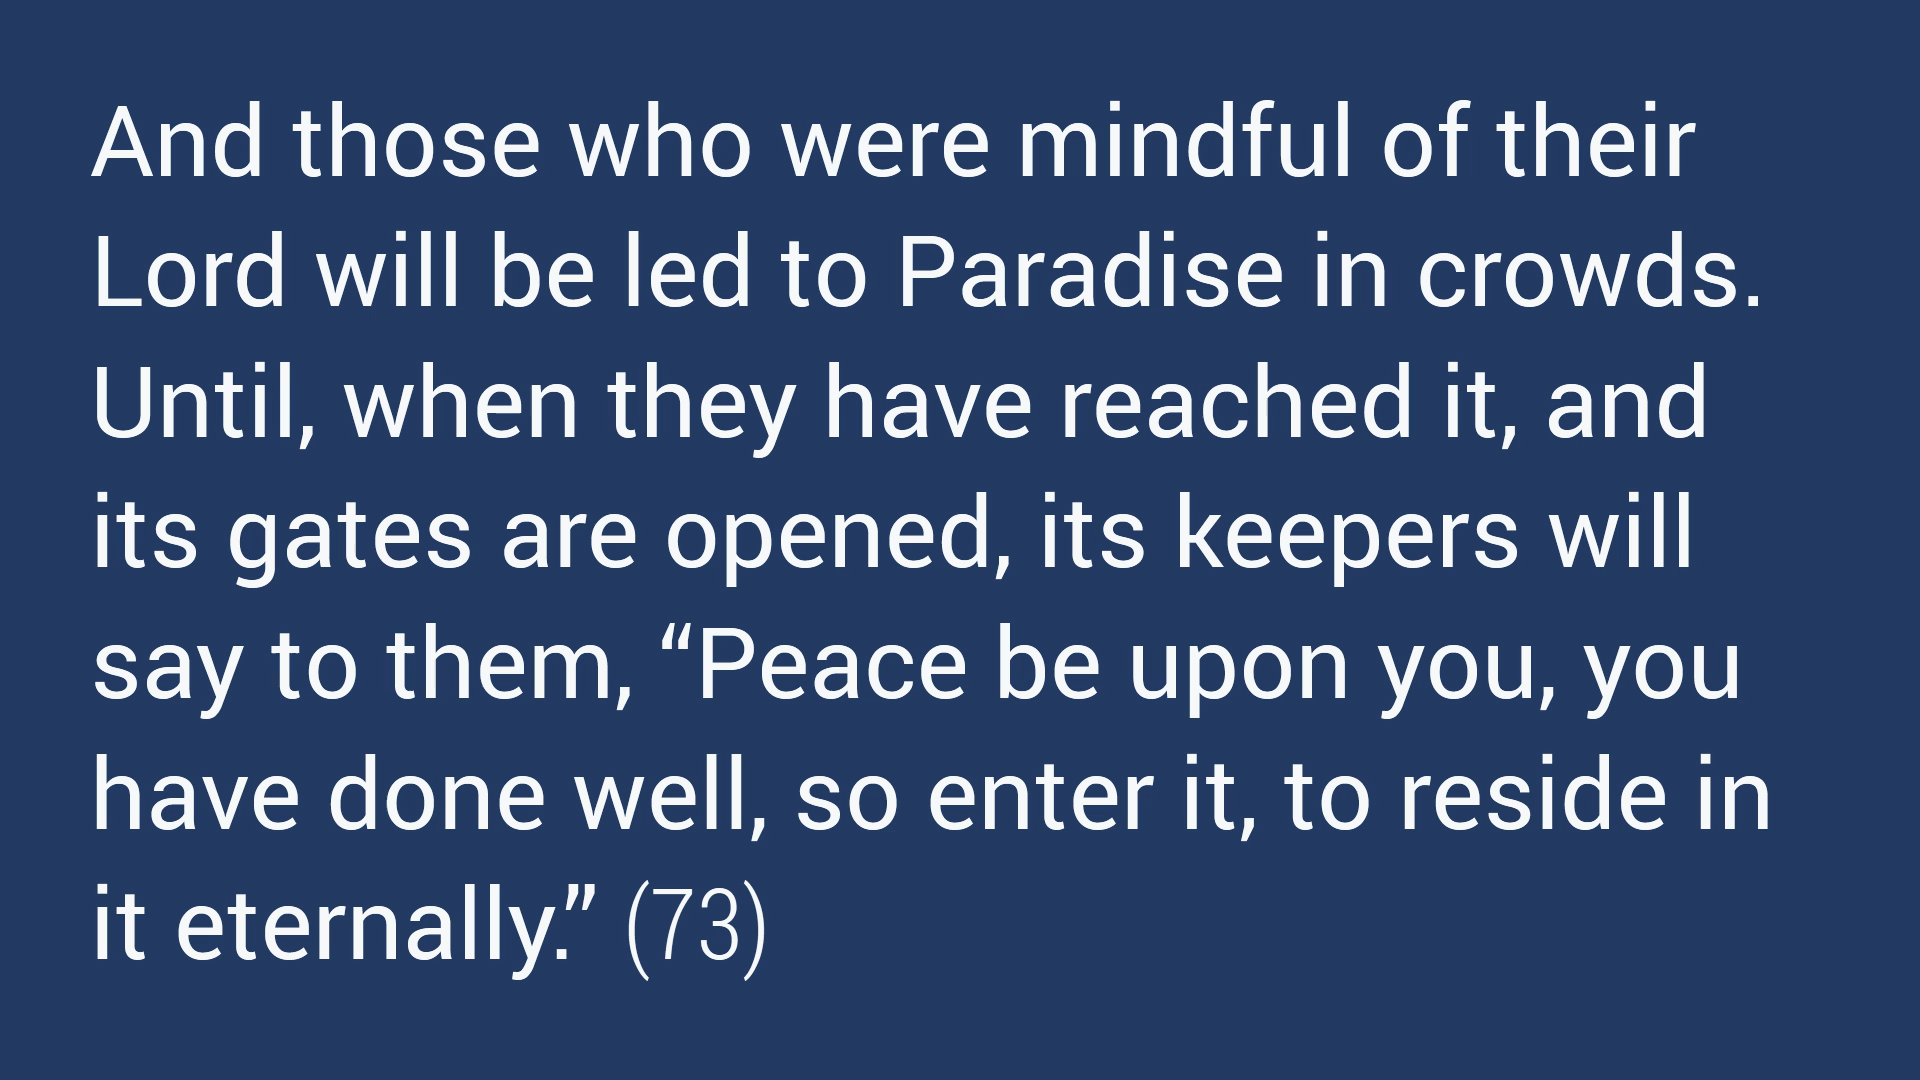 And those who were mindful of their
Lord will be led to Paradise in crowds.
Until, when they have reached it, and
its gates are opened, its keepers will
say to them, “Peace be upon you, you
have done well, so enter it, to reside in
it eternally.” (73)